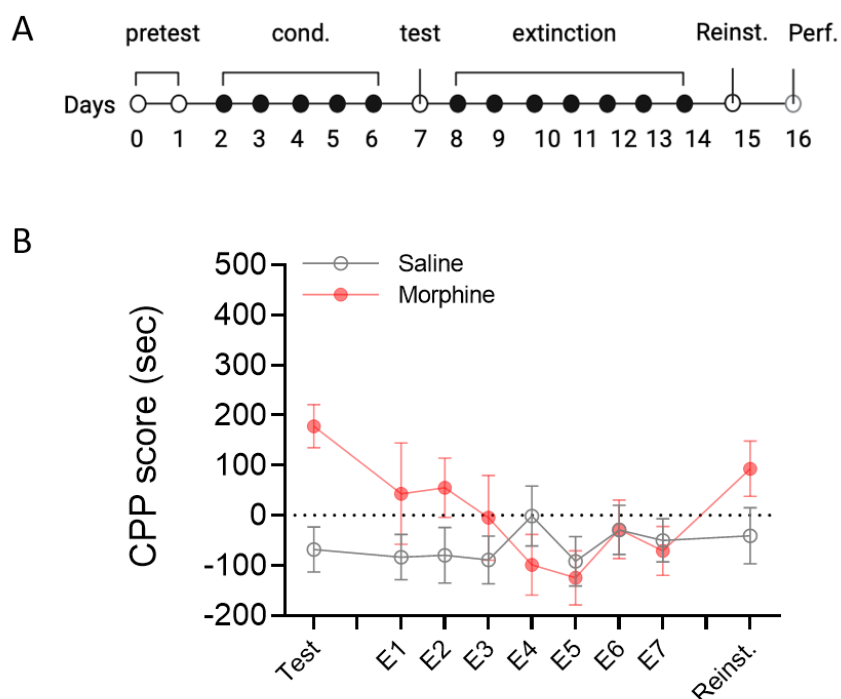 A
pretest cond. test extinction Reinst. Perf.
Days
0 1 2 3 4 5 6 7 8 9 10 11 12 13 14 15 16
B
Saline
Morphine
CPP score (sec)
500
400
300
200
100
0
-100
-200
Test E1 E2 E3 E4 E5 E6 E7 Reinst.